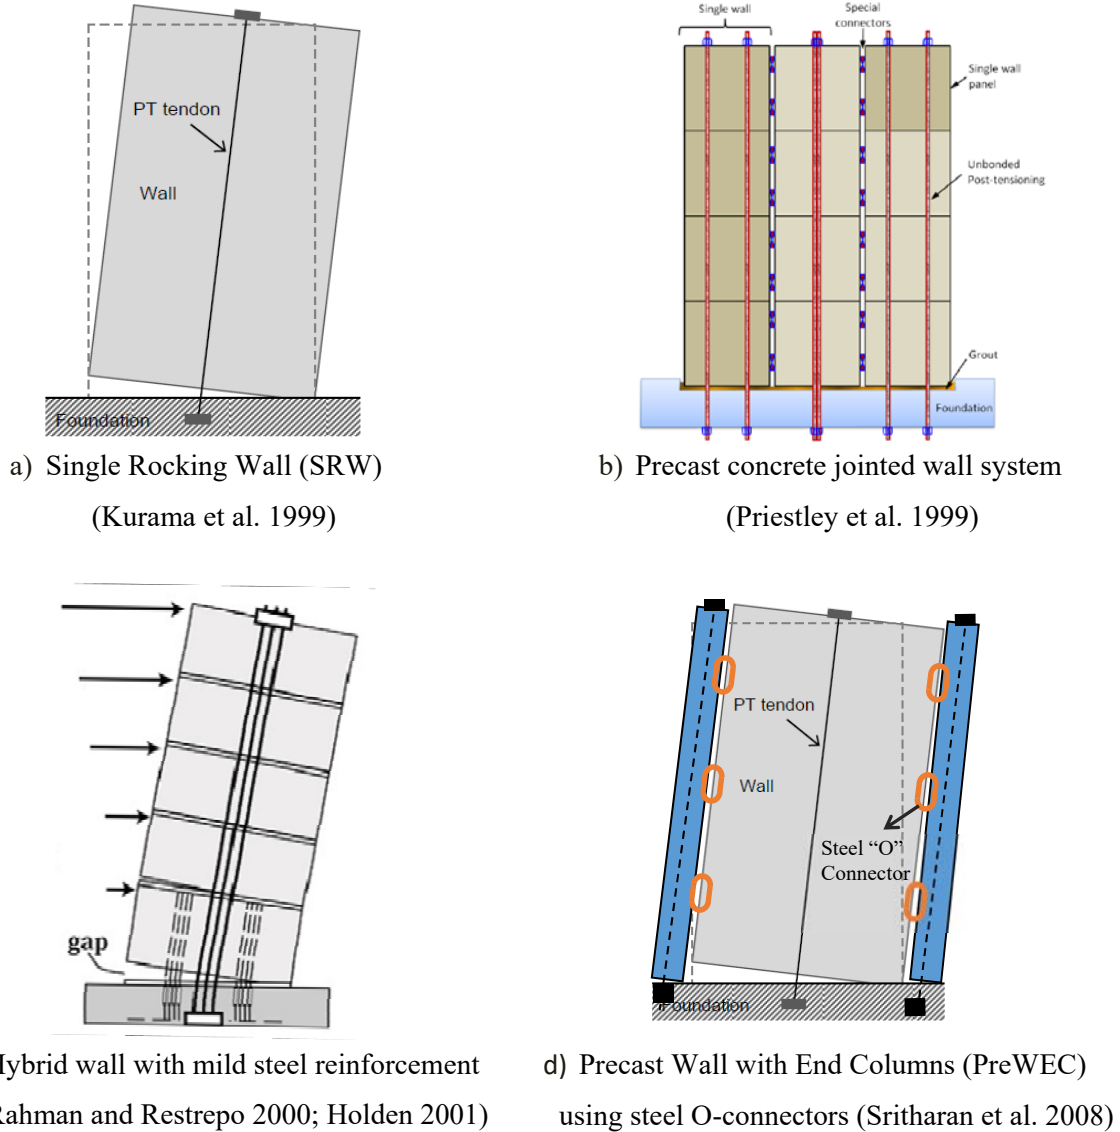 PT tendon
Wall
Foundation
a) Single Rocking Wall (SRW)
(Kurama et al. 1999)
Single wall
Special
connectors
Single wall
panel
Unbonded
Post-tensioning
Grout
Foundation
b) Precast concrete jointed wall system
(Priestley et al. 1999)
gap
Hybrid wall with mild steel reinforcement
Rahman and Restrepo 2000; Holden 2001)
PT tendon
Wall
Steel “O”
Connector
Foundation
d) Precast Wall with End Columns (PreWEC)
using steel O-connectors (Sritharan et al. 2008)